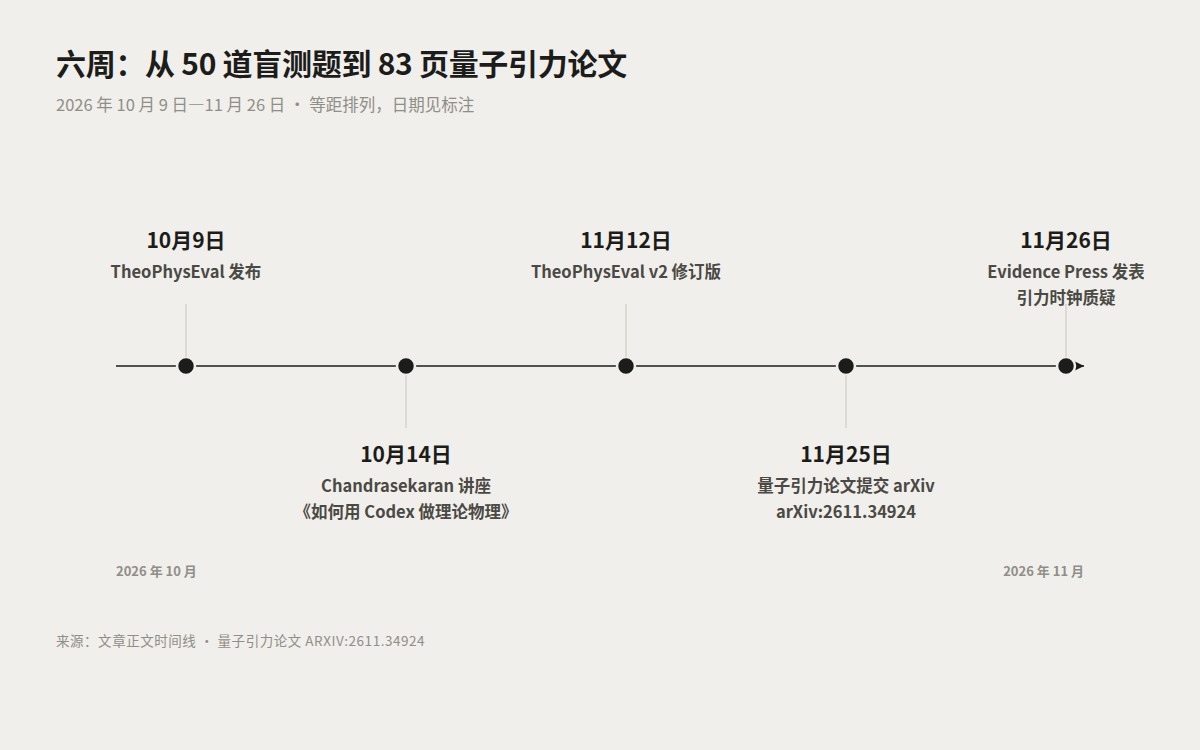 六周：从 50 道盲测题到 83 页量子引力论文
2026 年 10 月 9 日—11 月 26 日 · 等距排列，日期见标注
10月9日
TheoPhysEval 发布
11月12日
TheoPhysEval v2 修订版
11月26日
Evidence Press 发表
引力时钟质疑
10月14日
Chandrasekaran 讲座
《如何用 Codex 做理论物理》
11月25日
量子引力论文提交 arXiv
arXiv:2611.34924
2026 年 10 月
2026 年 11 月
来源：文章正文时间线 · 量子引力论文 ARXIV:2611.34924